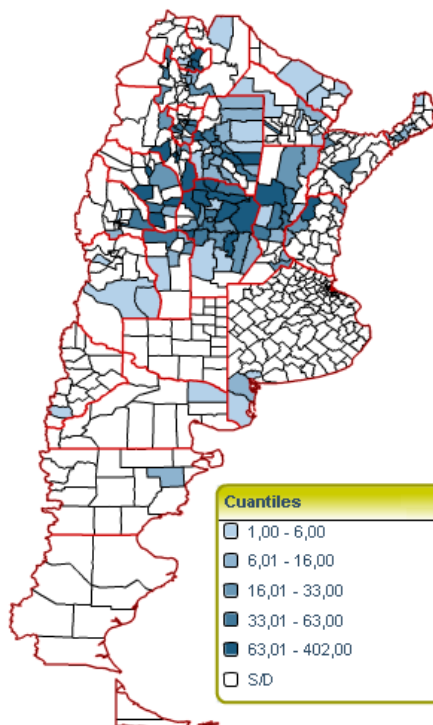 Cuantiles
1,00 - 6,00
6,01 - 16,00
16,01 - 33,00
33,01 - 63,00
63,01 - 402,00
S/D